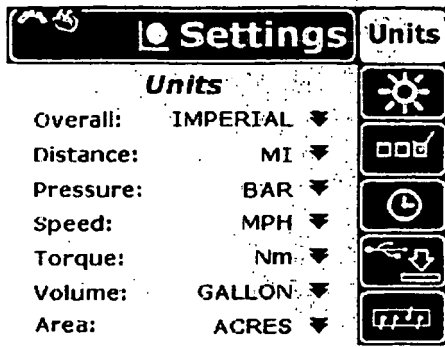 Settings
Units
Units
Overall: IMPERIAL
Distance: MI
Pressure: BAR
Speed: MPH
Torque: Nm
Volume: GALLON
Area: ACRES